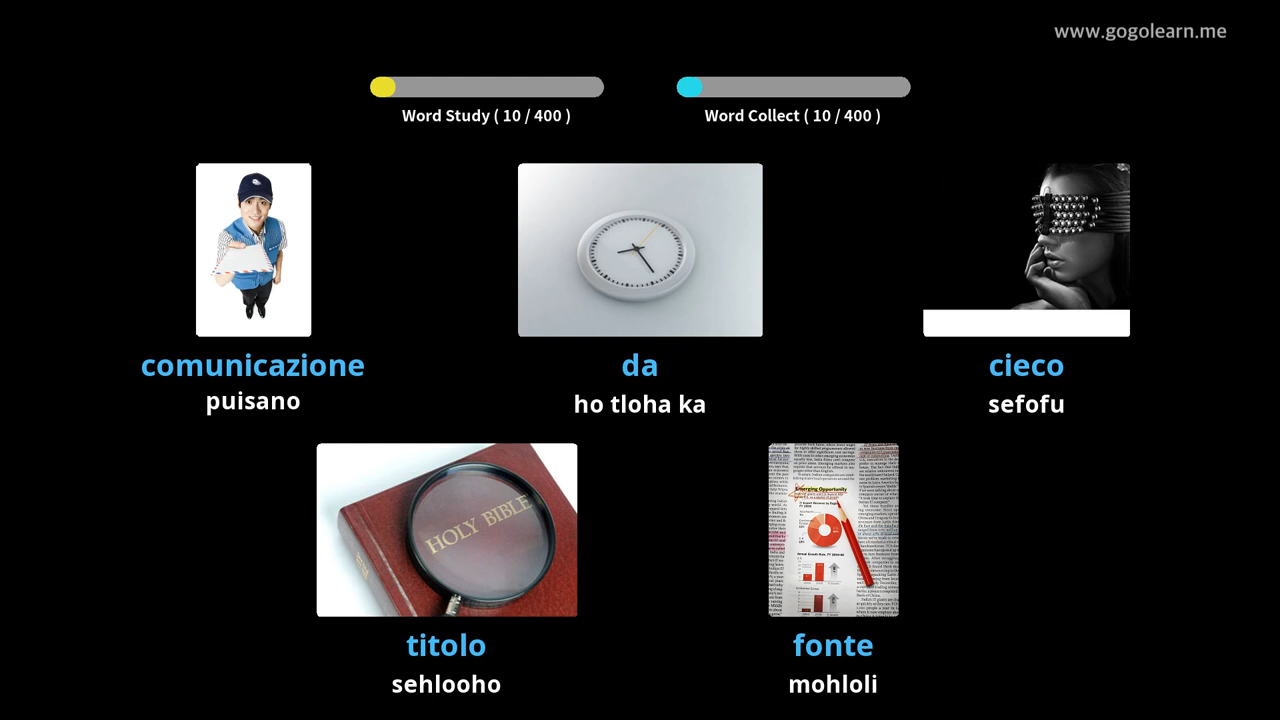 www.gogolearn.me
Word Study ( 10 / 400 )
Word Collect ( 10 / 400 )
comunicazione
puisano
da
ho tloha ka
cieco
sefofu
HOLY BIBLE
Emerging Opportunity
titolo
sehlooho
fonte
mohloli